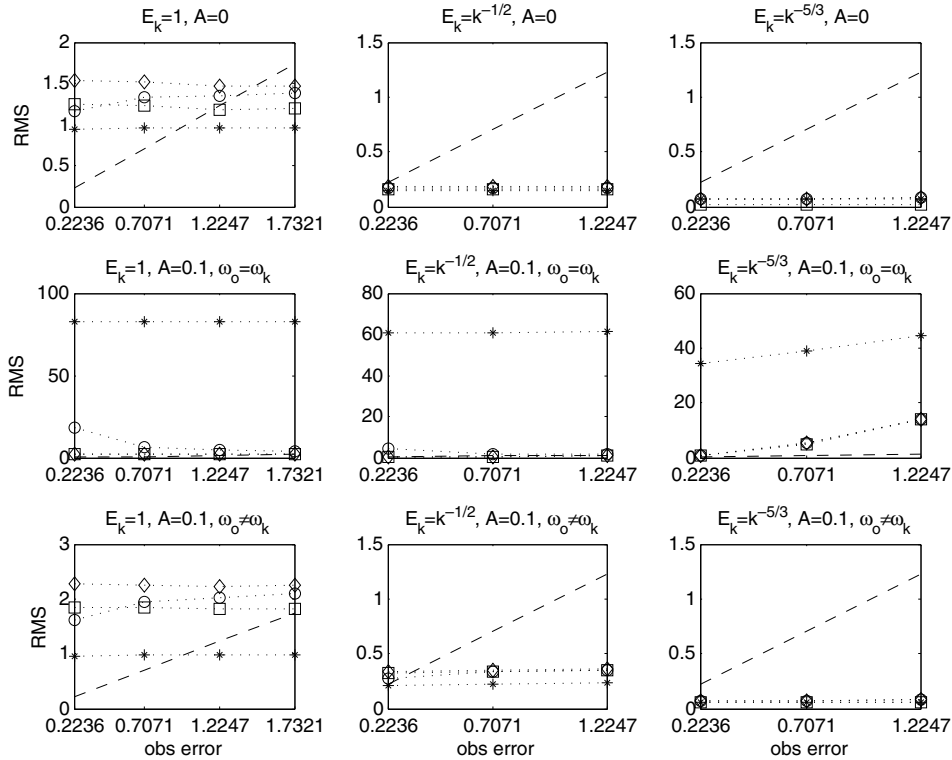 E_k=1, A=0
2
1.5
1
0.5
0
RMS
0.2236 0.7071 1.2247 1.7321
E_k=k^{-1/2}, A=0
1.5
1
0.5
0
0.2236 0.7071 1.2247
E_k=k^{-5/3}, A=0
1.5
1
0.5
0
0.2236 0.7071 1.2247
E_k=1, A=0.1, ω_o=ω_k
100
50
0
RMS
0.2236 0.7071 1.2247 1.7321
E_k=k^{-1/2}, A=0.1, ω_o=ω_k
80
60
40
20
0
0.2236 0.7071 1.2247
E_k=k^{-5/3}, A=0.1, ω_o=ω_k
60
40
20
0
0.2236 0.7071 1.2247
E_k=1, A=0.1, ω_o≠ω_k
3
2
1
0
RMS
0.2236 0.7071 1.2247 1.7321
obs error
E_k=k^{-1/2}, A=0.1, ω_o≠ω_k
1.5
1
0.5
0
0.2236 0.7071 1.2247
obs error
E_k=k^{-5/3}, A=0.1, ω_o≠ω_k
1.5
1
0.5
0
0.2236 0.7071 1.2247
obs error